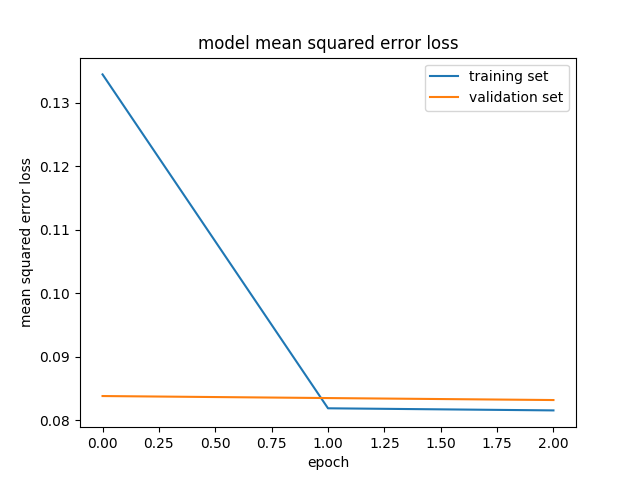 model mean squared error loss
training set
validation set
mean squared error loss
0.13
0.12
0.11
0.10
0.09
0.08
0.00 0.25 0.50 0.75 1.00 1.25 1.50 1.75 2.00
epoch